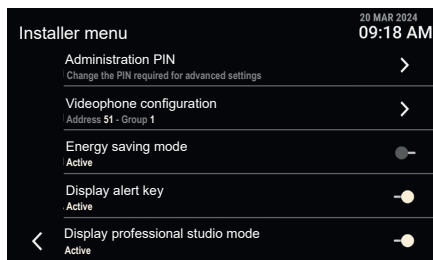 20 MAR 2024
Installer menu 09:18 AM
Administration PIN
Change the PIN required for advanced settings
Videophone configuration
Address 51 - Group 1
Energy saving mode
Active
Display alert key
Active
Display professional studio mode
Active